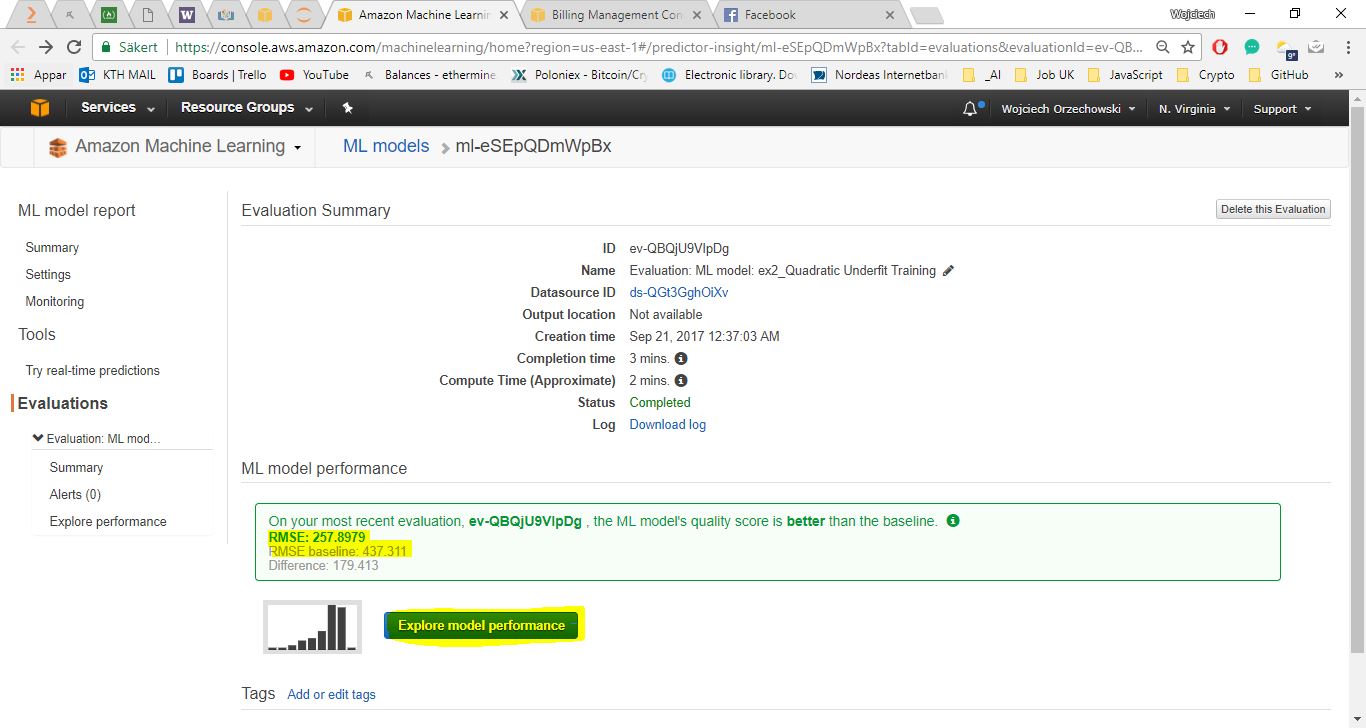 Amazon Machine Learnin
Billing Management Con
Facebook
Wojciech
Säkert
https://console.aws.amazon.com/machinelearning/home?region=us-east-1#/predictor-insight/ml-eSEpQDmWpBx?tabId=evaluations&evaluationId=ev-QB...
9°
Appar
KTH MAIL
Boards | Trello
YouTube
Balances - ethermine
Poloniex - Bitcoin/Cry
Electronic library. Do
Nordeas Internetbank
_AI
Job UK
JavaScript
Crypto
GitHub
»
Services
Resource Groups
Wojciech Orzechowski
N. Virginia
Support
Amazon Machine Learning
ML models
ml-eSEpQDmWpBx
ML model report
Summary
Settings
Monitoring
Tools
Try real-time predictions
Evaluations
Evaluation: ML mod...
Summary
Alerts (0)
Explore performance
Evaluation Summary
Delete this Evaluation
ID ev-QBQjU9VIpDg
Name Evaluation: ML model: ex2_Quadratic Underfit Training
Datasource ID ds-QGt3GghOiXv
Output location Not available
Creation time Sep 21, 2017 12:37:03 AM
Completion time 3 mins.
Compute Time (Approximate) 2 mins.
Status Completed
Log Download log
ML model performance
On your most recent evaluation, ev-QBQjU9VIpDg , the ML model's quality score is better than the baseline.
RMSE: 257.8979
RMSE baseline: 437.311
Difference: 179.413
Explore model performance
Tags Add or edit tags